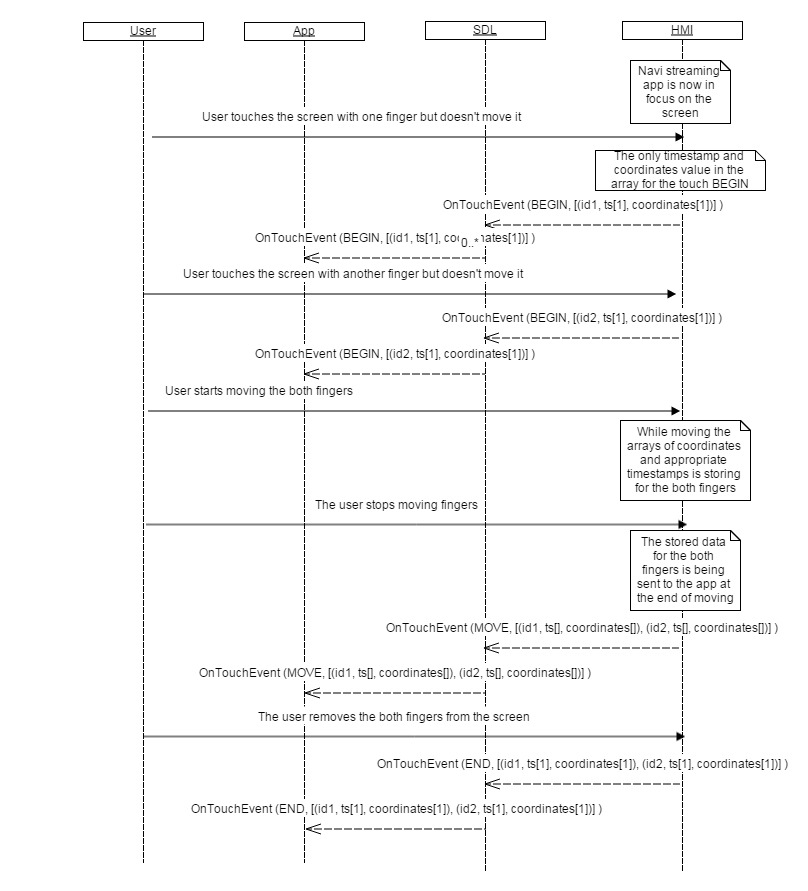 User
App
SDL
HMI
Navi streaming
app is now in
focus on the
screen
User touches the screen with one finger but doesn't move it
The only timestamp and
coordinates value in the
array for the touch BEGIN
OnTouchEvent (BEGIN, [(id1, ts[1], coordinates[1])] )
OnTouchEvent (BEGIN, [(id1, ts[1], coordinates[1])] )
0..*
User touches the screen with another finger but doesn't move it
OnTouchEvent (BEGIN, [(id2, ts[1], coordinates[1])] )
OnTouchEvent (BEGIN, [(id2, ts[1], coordinates[1])] )
User starts moving the both fingers
While moving the
arrays of coordinates
and appropriate
timestamps is storing
for the both fingers
The user stops moving fingers
The stored data
for the both
fingers is being
sent to the app at
the end of moving
OnTouchEvent (MOVE, [(id1, ts[], coordinates[]), (id2, ts[], coordinates[])] )
OnTouchEvent (MOVE, [(id1, ts[], coordinates[]), (id2, ts[], coordinates[])] )
The user removes the both fingers from the screen
OnTouchEvent (END, [(id1, ts[1], coordinates[1]), (id2, ts[1], coordinates[1])] )
OnTouchEvent (END, [(id1, ts[1], coordinates[1]), (id2, ts[1], coordinates[1])] )